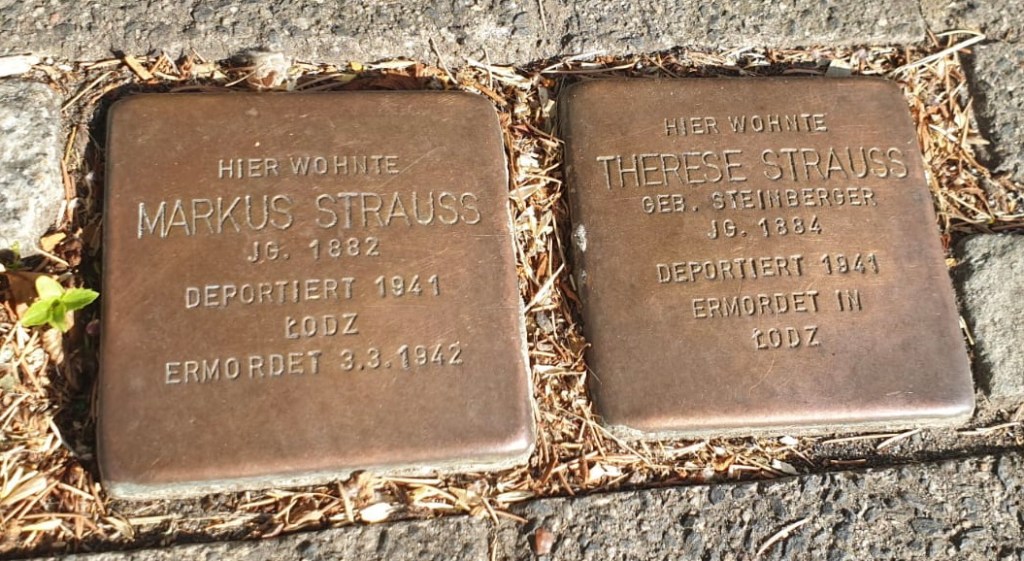 HIER WOHNTE
MARKUS STRAUSS
JG. 1882
DEPORTIERT 1941
ŁODZ
ERMORDET 3.3.1942
HIER WOHNTE
THERESE STRAUSS
GEB. STEINBERGER
JG. 1884
DEPORTIERT 1941
ERMORDET IN
ŁODZ